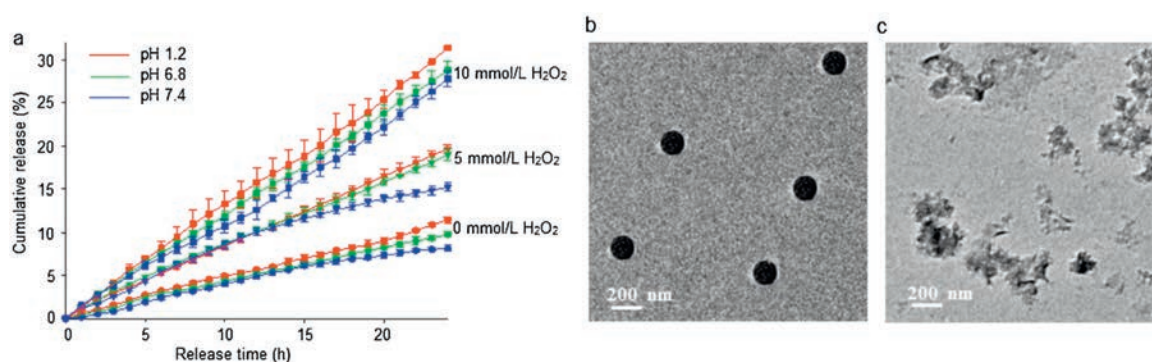 a
pH 1.2
pH 6.8
pH 7.4
10 mmol/L H₂O₂
5 mmol/L H₂O₂
0 mmol/L H₂O₂
Cumulative release (%)
30
25
20
15
10
5
0
0
5
10
15
20
Release time (h)
b
200 nm
c
200 nm